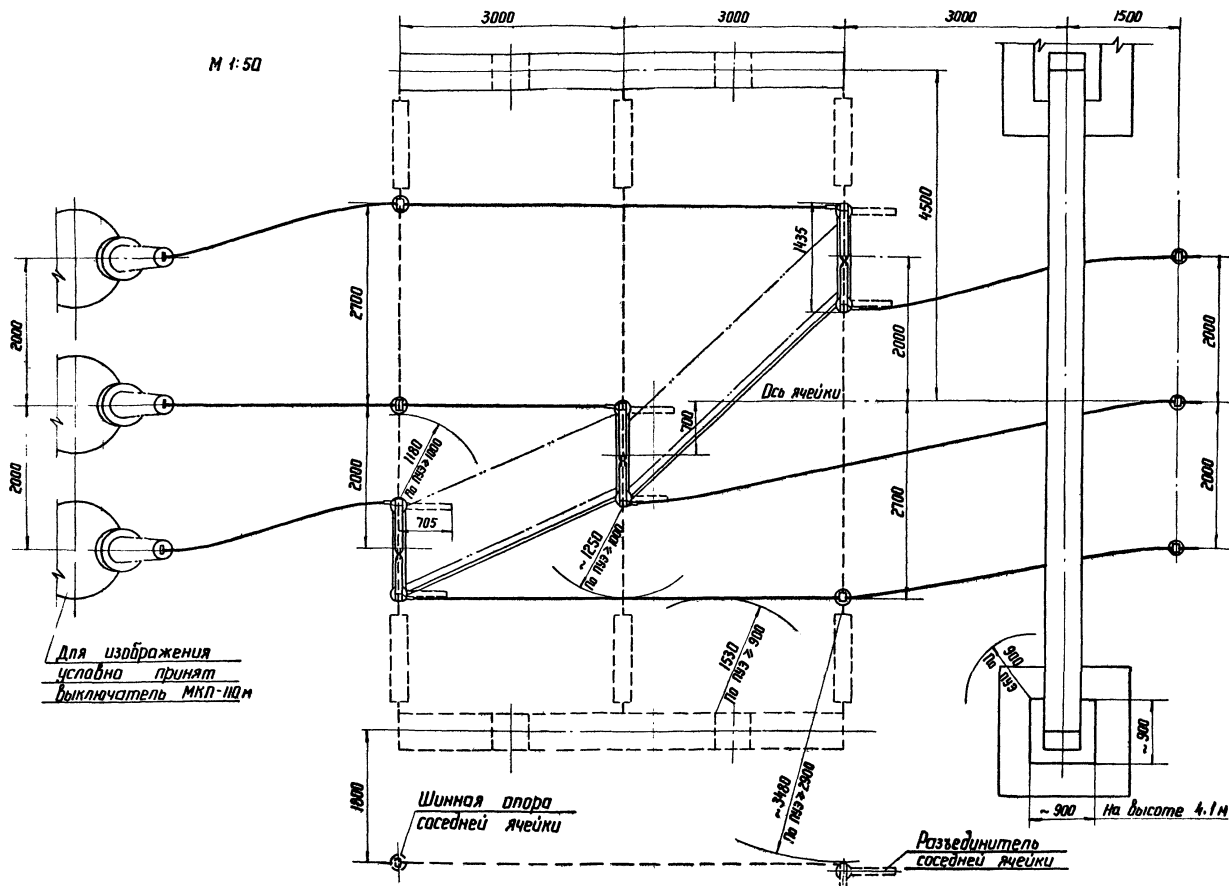 3000
3000
3000
1500
М 1:50
4500
1435
2700
2000
2000
2000
Ось ячейки
700
2000
1180
По ПУЭ≥1000
2000
2700
2000
705
~1250
По ПУЭ≥1000
Для изображения
условно принят
выключатель МКП-110м
1530
По ПУЭ ≥ 900
900
По ПУЭ
~900
1800
~3480
По ПУЭ≥2900
Шинная опора
соседней ячейки
~900
На высоте 4.1м
Разъединитель
соседней ячейки